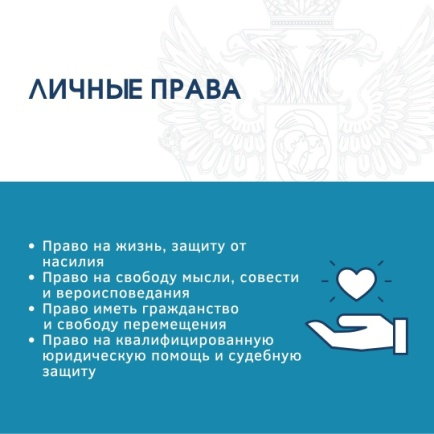 ЛИЧНЫЕ ПРАВА
• Право на жизнь, защиту от
насилия
• Право на свободу мысли, совести
и вероисповедания
• Право иметь гражданство
и свободу перемещения
• Право на квалифицированную
юридическую помощь и судебную
защиту